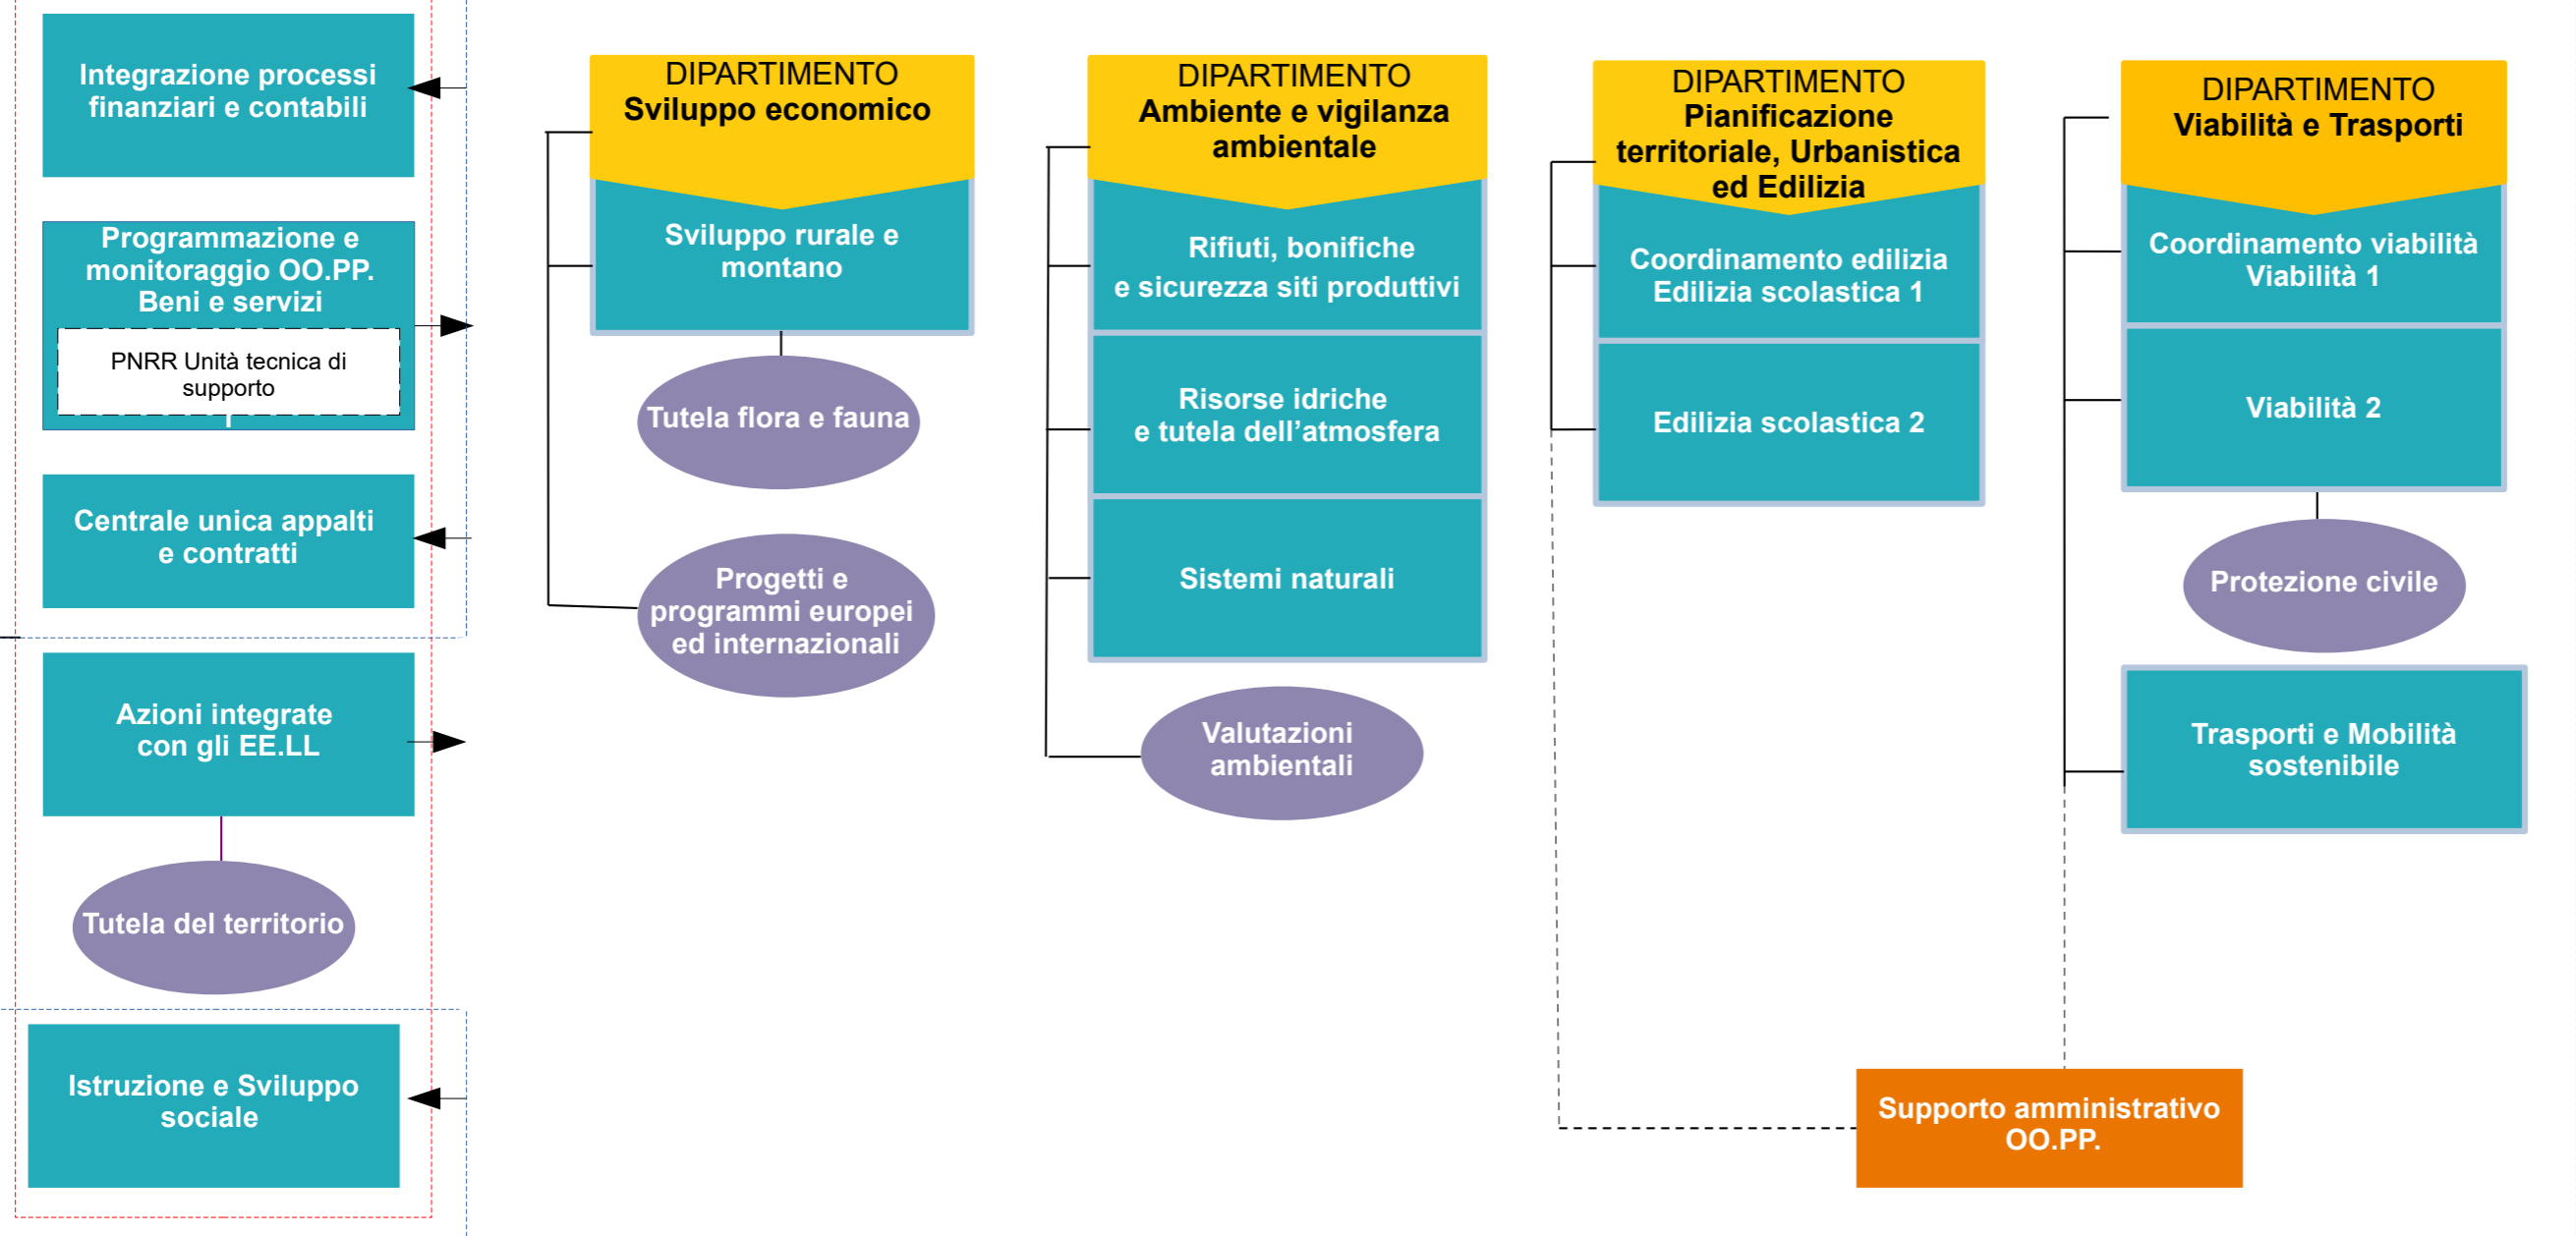 Integrazione processi
finanziari e contabili
Programmazione e
monitoraggio OO.PP.
Beni e servizi
PNRR Unità tecnica di
supporto
Centrale unica appalti
e contratti
Azioni integrate
con gli EE.LL
Tutela del territorio
Istruzione e Sviluppo
sociale
DIPARTIMENTO
Sviluppo economico
Sviluppo rurale e
montano
Tutela flora e fauna
Progetti e
programmi europei
ed internazionali
DIPARTIMENTO
Ambiente e vigilanza
ambientale
Rifiuti, bonifiche
e sicurezza siti produttivi
Risorse idriche
e tutela dell’atmosfera
Sistemi naturali
Valutazioni
ambientali
DIPARTIMENTO
Pianificazione
territoriale, Urbanistica
ed Edilizia
Coordinamento edilizia
Edilizia scolastica 1
Edilizia scolastica 2
DIPARTIMENTO
Viabilità e Trasporti
Coordinamento viabilità
Viabilità 1
Viabilità 2
Protezione civile
Trasporti e Mobilità
sostenibile
Supporto amministrativo
OO.PP.